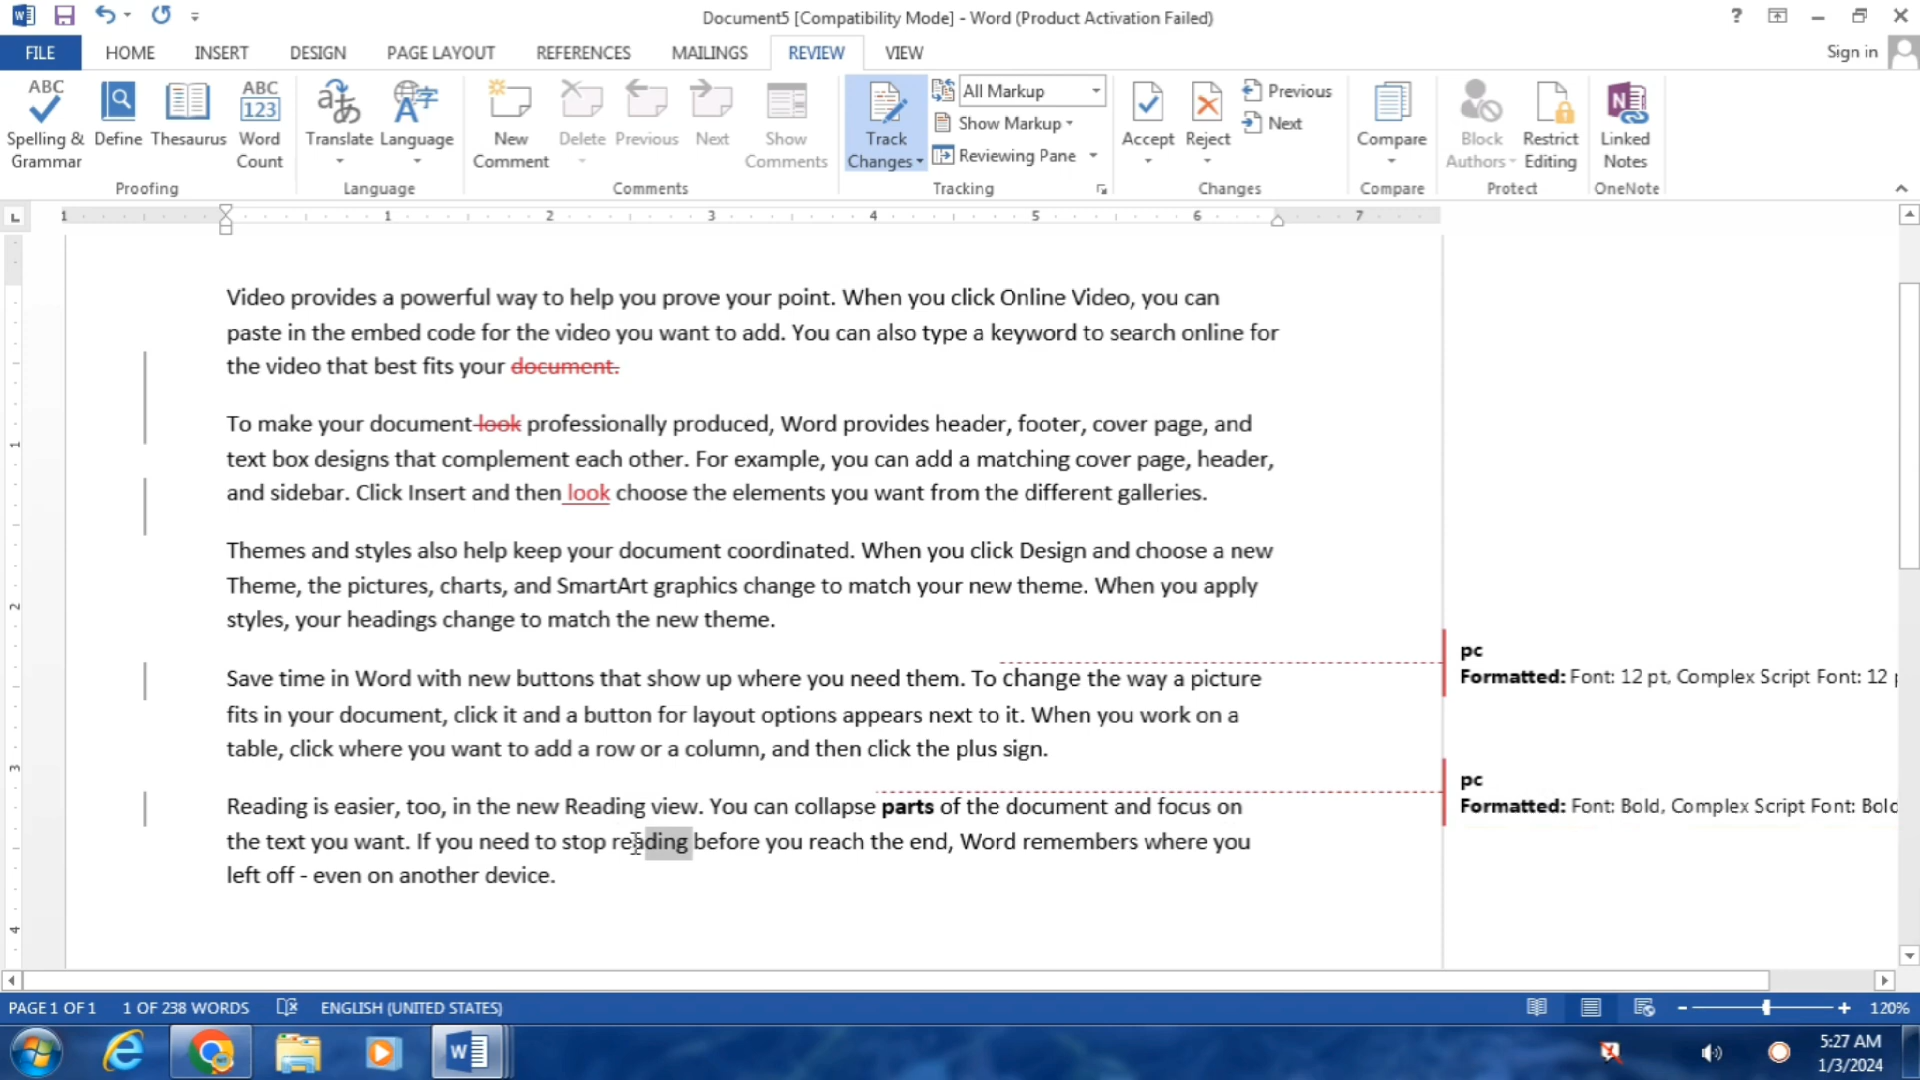 Document5 [Compatibility Mode] - Word (Product Activation Failed)
?
FILE HOME INSERT DESIGN PAGE LAYOUT REFERENCES MAILINGS REVIEW VIEW Sign in
ABC Spelling & Grammar
Define
Thesaurus
ABC 123 Word Count
Proofing
Translate
Language
Language
New Comment
Delete
Previous
Next
Show Comments
Comments
Track Changes
All Markup
Show Markup
Reviewing Pane
Tracking
Accept
Reject
Previous
Next
Changes
Compare
Compare
Block Authors
Restrict Editing
Protect
Linked Notes
OneNote
L
1 1 2 3 4 5 6 7
Video provides a powerful way to help you prove your point. When you click Online Video, you can
paste in the embed code for the video you want to add. You can also type a keyword to search online for
the video that best fits your document.
To make your document look professionally produced, Word provides header, footer, cover page, and
text box designs that complement each other. For example, you can add a matching cover page, header,
and sidebar. Click Insert and then look choose the elements you want from the different galleries.
Themes and styles also help keep your document coordinated. When you click Design and choose a new
Theme, the pictures, charts, and SmartArt graphics change to match your new theme. When you apply
styles, your headings change to match the new theme.
Save time in Word with new buttons that show up where you need them. To change the way a picture
fits in your document, click it and a button for layout options appears next to it. When you work on a
table, click where you want to add a row or a column, and then click the plus sign.
Reading is easier, too, in the new Reading view. You can collapse parts of the document and focus on
the text you want. If you need to stop reading before you reach the end, Word remembers where you
left off - even on another device.
pc
Formatted: Font: 12 pt, Complex Script Font: 12 p
pc
Formatted: Font: Bold, Complex Script Font: Bold
1
2
3
4
PAGE 1 OF 1 1 OF 238 WORDS ENGLISH (UNITED STATES) 120%
5:27 AM
1/3/2024